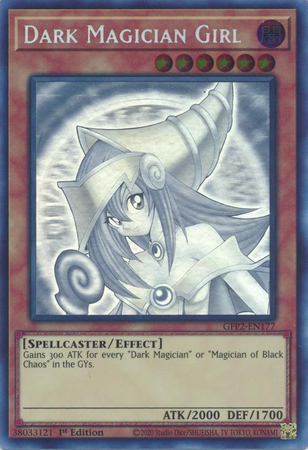 DARK MAGICIAN GIRL
GFP2-EN177
[SPELLCASTER/EFFECT]
Gains 300 ATK for every "Dark Magician" or "Magician of Black
Chaos" in the GYs.
ATK/2000 DEF/1700
38033121 1st Edition
©2020 Studio Dice/SHUEISHA, TV TOKYO, KONAMI